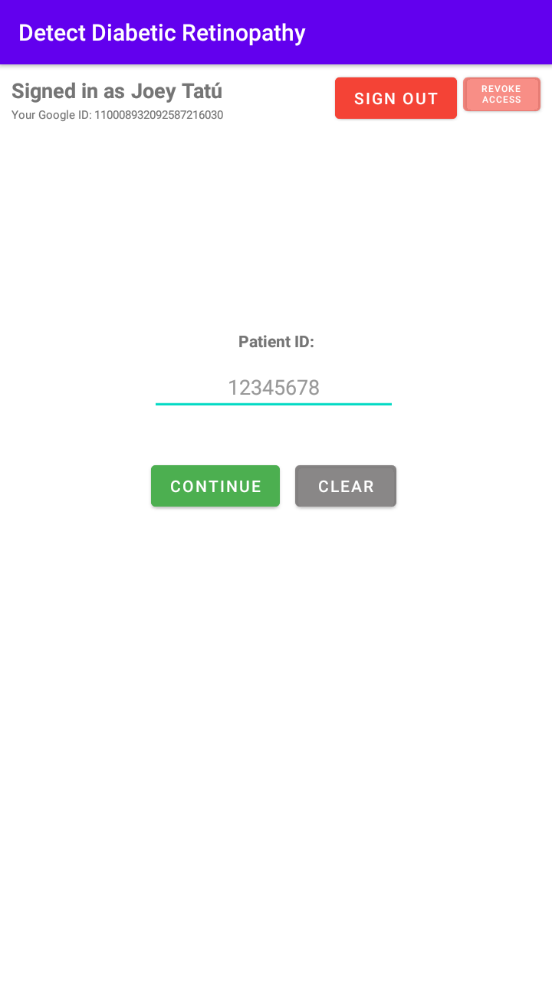 Detect Diabetic Retinopathy
Signed in as Joey Tatú
Your Google ID: 110008932092587216030
SIGN OUT
REVOKE
ACCESS
Patient ID:
12345678
CONTINUE
CLEAR